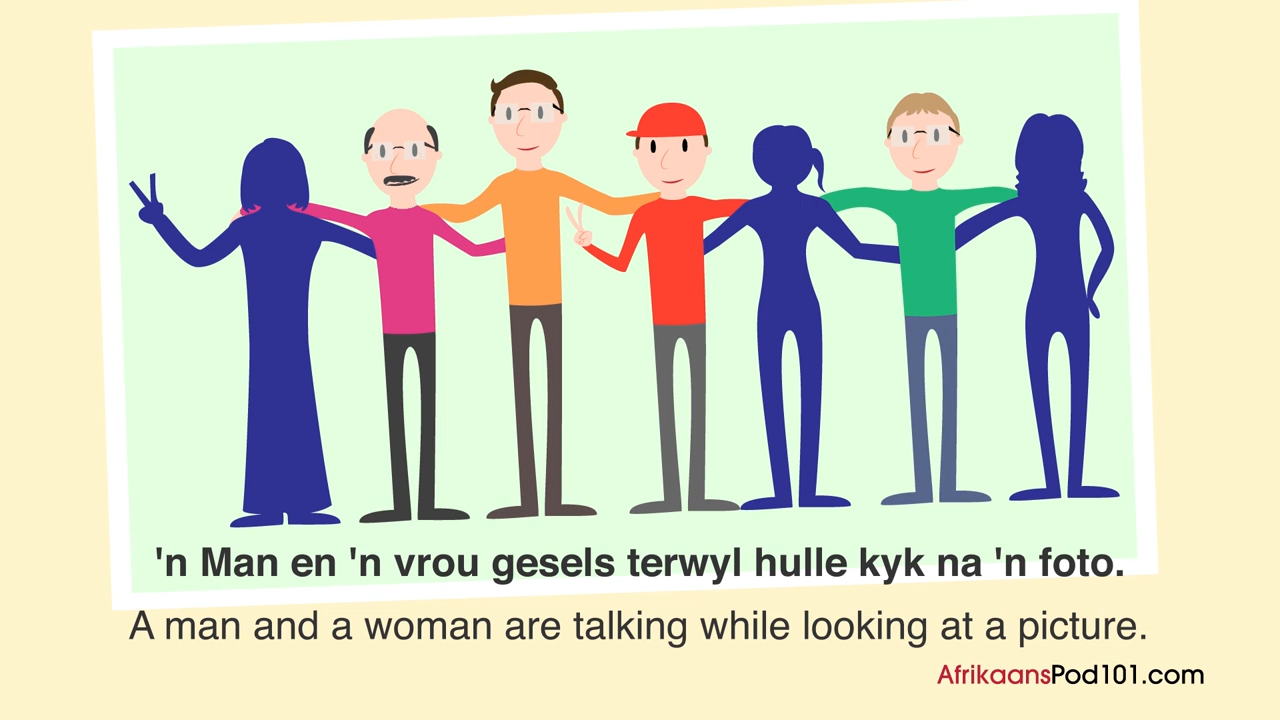 'n Man en 'n vrou gesels terwyl hulle kyk na 'n foto.
A man and a woman are talking while looking at a picture.
AfrikaansPod101.com